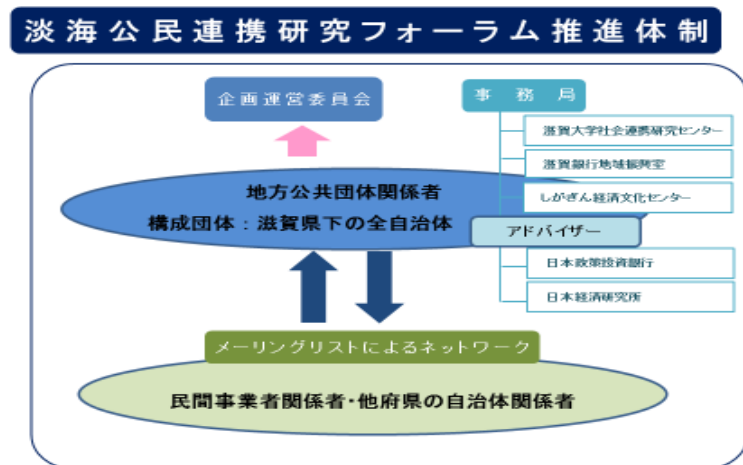 淡海公民連携研究フォーラム推進体制
企画運営委員会
事務局
滋賀大学社会連携研究センター
滋賀銀行地域振興室
しがぎん経済文化センター
地方公共団体関係者
構成団体：滋賀県下の全自治体
アドバイザー
日本政策投資銀行
日本経済研究所
メーリングリストによるネットワーク
民間事業者関係者・他府県の自治体関係者